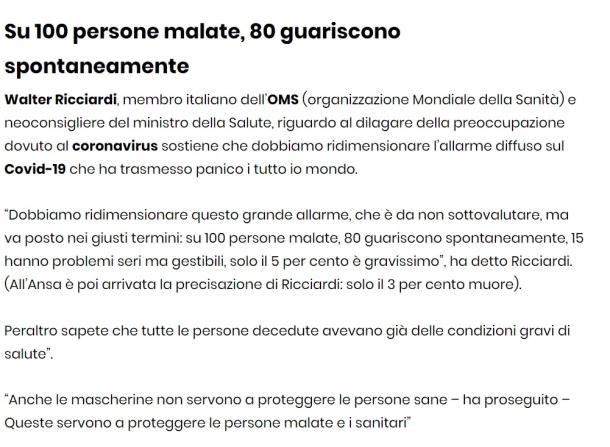 Su 100 persone malate, 80 guariscono
spontaneamente
Walter Ricciardi, membro italiano dell'OMS (organizzazione Mondiale della Sanità) e
neoconsigliere del ministro della Salute, riguardo al dilagare della preoccupazione
dovuto al coronavirus sostiene che dobbiamo ridimensionare l'allarme diffuso sul
Covid-19 che ha trasmesso panico i tutto io mondo.
“Dobbiamo ridimensionare questo grande allarme, che è da non sottovalutare, ma
va posto nei giusti termini: su 100 persone malate, 80 guariscono spontaneamente, 15
hanno problemi seri ma gestibili, solo il 5 per cento è gravissimo”, ha detto Ricciardi.
(All'Ansa è poi arrivata la precisazione di Ricciardi: solo il 3 per cento muore).
Peraltro sapete che tutte le persone decedute avevano già delle condizioni gravi di
salute”.
“Anche le mascherine non servono a proteggere le persone sane – ha proseguito –
Queste servono a proteggere le persone malate e i sanitari”